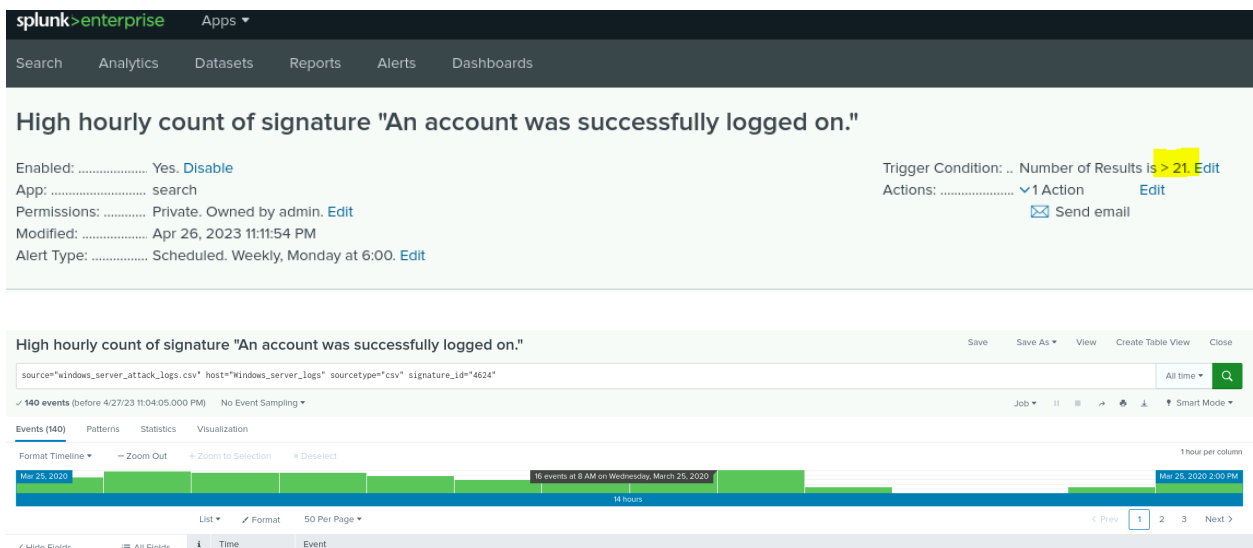 splunk>enterprise Apps ▾
Search Analytics Datasets Reports Alerts Dashboards
High hourly count of signature "An account was successfully logged on."
Enabled: ................... Yes. Disable
App: .......................... search
Permissions: ............ Private. Owned by admin. Edit
Modified: .................. Apr 26, 2023 11:11:54 PM
Alert Type: ................ Scheduled. Weekly, Monday at 6:00. Edit
Trigger Condition: .. Number of Results is > 21. Edit
Actions: ..................... 1 Action Edit
Send email
High hourly count of signature "An account was successfully logged on."
Save Save As ▾ View Create Table View Close
source="windows_server_attack_logs.csv" host="Windows_server_logs" sourcetype="csv" signature_id="4624"
All time ▾
✓ 140 events (before 4/27/23 11:04:05.000 PM) No Event Sampling ▾
Job ▾ Smart Mode ▾
Events (140) Patterns Statistics Visualization
Format Timeline ▾ — Zoom Out + Zoom to Selection × Deselect
1 hour per column
Mar 25, 2020
16 events at 8 AM on Wednesday, March 25, 2020
Mar 25, 2020 2:00 PM
14 hours
List ▾ Format 50 Per Page ▾
< Prev 1 2 3 Next >
< Hide Fields All Fields i Time Event